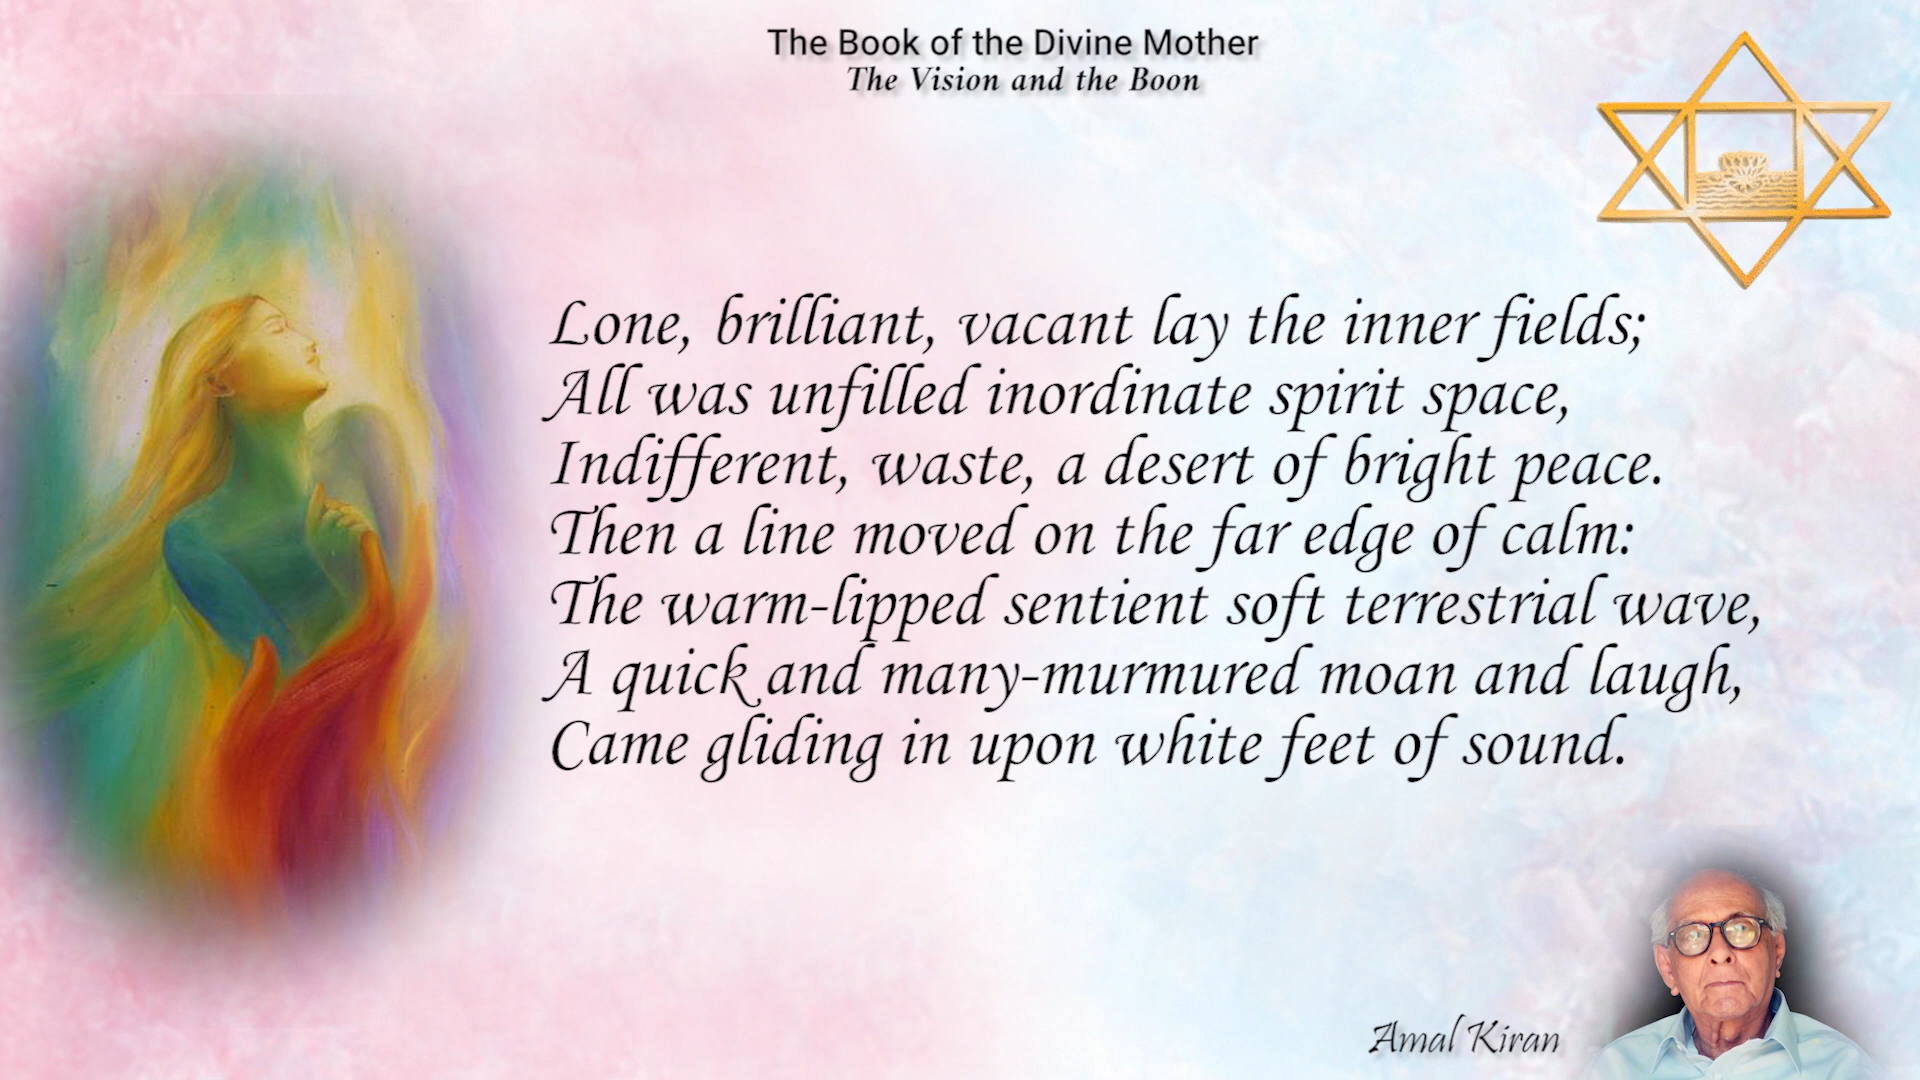 The Book of the Divine Mother
The Vision and the Boon
Lone, brilliant, vacant lay the inner fields;
All was unfilled inordinate spirit space,
Indifferent, waste, a desert of bright peace.
Then a line moved on the far edge of calm:
The warm-lipped sentient soft terrestrial wave,
A quick and many-murmured moan and laugh,
Came gliding in upon white feet of sound.
Amal Kiran